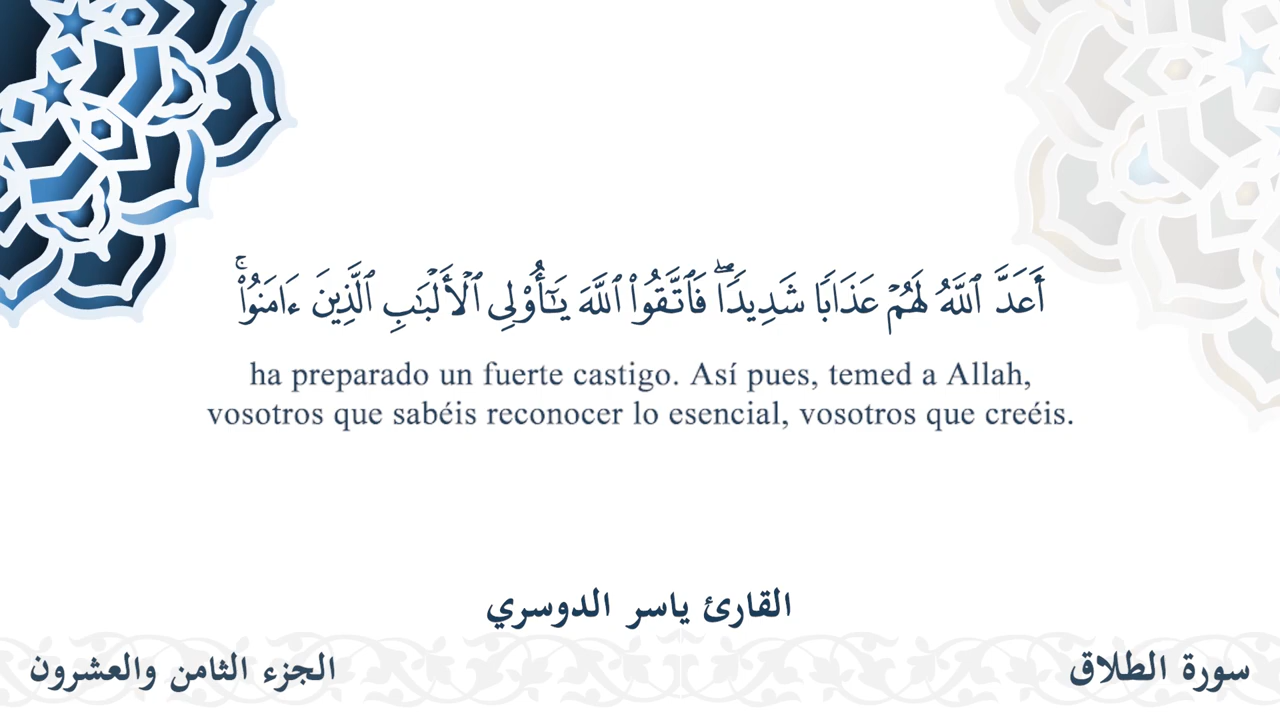 أَعَدَّ ٱللَّهُ لَهُمۡ عَذَابٗا شَدِيدٗاۖ فَٱتَّقُواْ ٱللَّهَ يَٰٓأُوْلِي ٱلۡأَلۡبَٰبِ ٱلَّذِينَ ءَامَنُواْۚ
ha preparado un fuerte castigo. Así pues, temed a Allah,
vosotros que sabéis reconocer lo esencial, vosotros que creéis.
القارئ ياسر الدوسري
سورة الطلاق
الجزء الثامن والعشرون